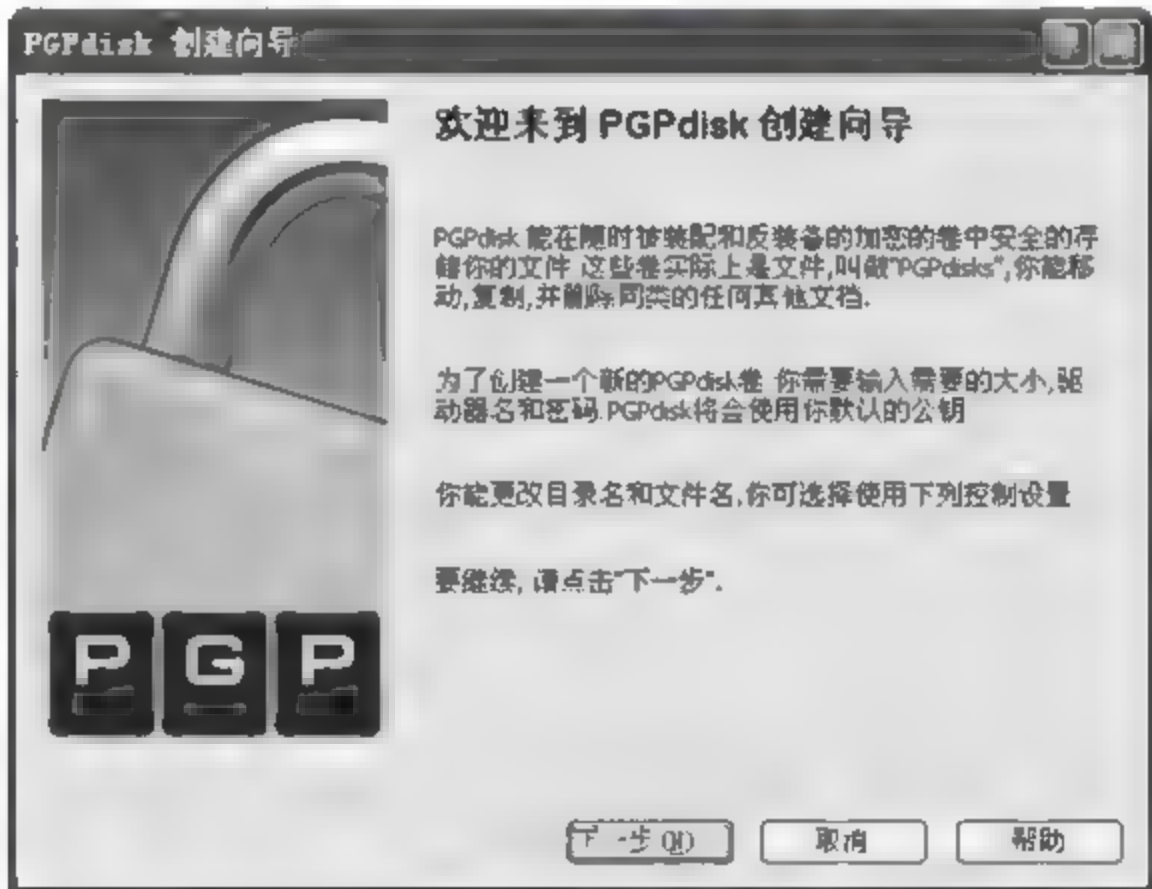 PGPdisk 创建向导
欢迎来到 PGPdisk 创建向导
PGPdisk 能在随时被装配和反装备的加密的卷中安全的存
储你的文件 这些卷实际上是文件,叫做"PGPdisks",你能移
动,复制,并删除同类的任何其他文档.
为了创建一个新的PGPdisk卷 你需要输入需要的大小,驱
动器名和密码 PGPdisk将会使用你默认的公钥
你能更改目录名和文件名,你可选择使用下列控制设置
要继续, 请点击"下一步".
P G P
下一步(N) 取消 帮助